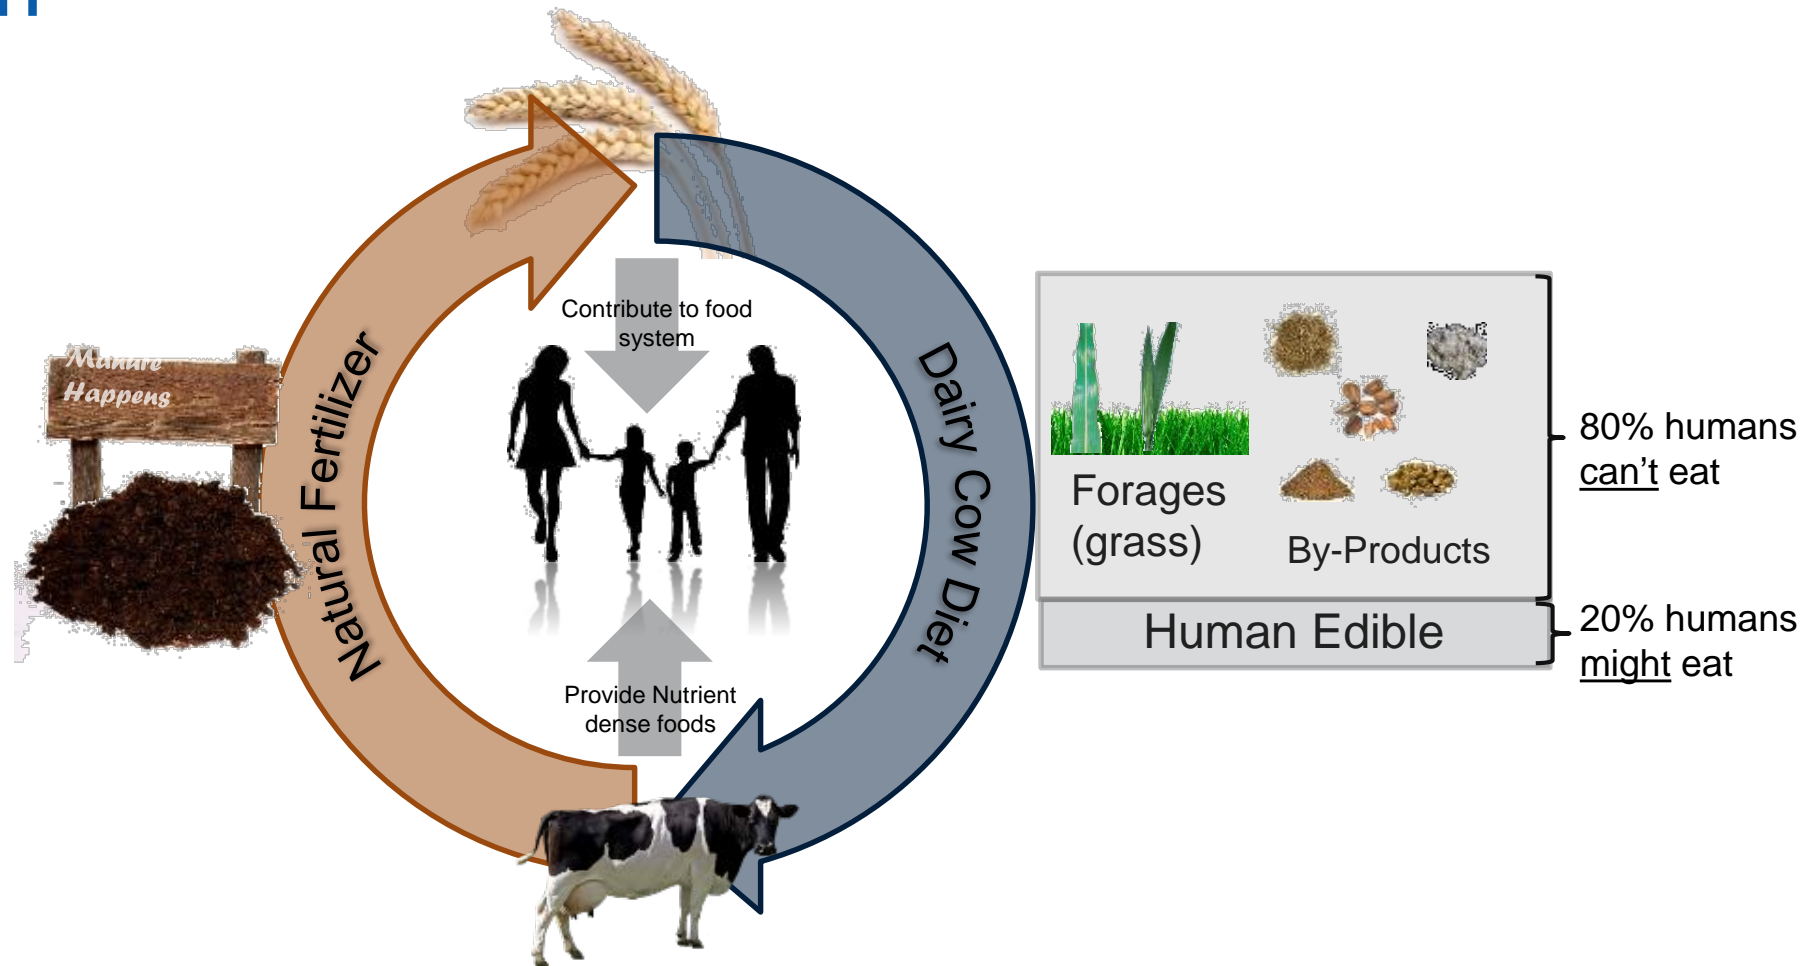 Contribute to food
system
Manure
Happens
Natural Fertilizer
Dairy Cow Diet
Forages
(grass)
By-Products
80% humans
can’t eat
Human Edible
20% humans
might eat
Provide Nutrient
dense foods